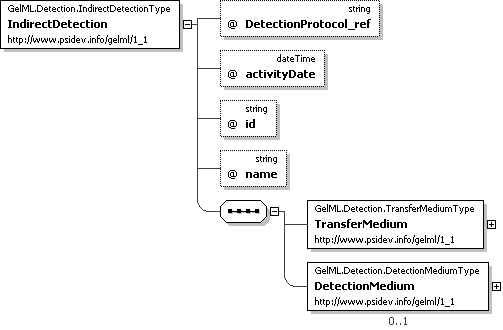 GelML.Detection.IndirectDetectionType
IndirectDetection
http://www.psidev.info/gelml/1_1
string
@ DetectionProtocol_ref
dateTime
@ activityDate
string
@ id
string
@ name
GelML.Detection.TransferMediumType
TransferMedium
http://www.psidev.info/gelml/1_1
GelML.Detection.DetectionMediumType
DetectionMedium
http://www.psidev.info/gelml/1_1
0..1